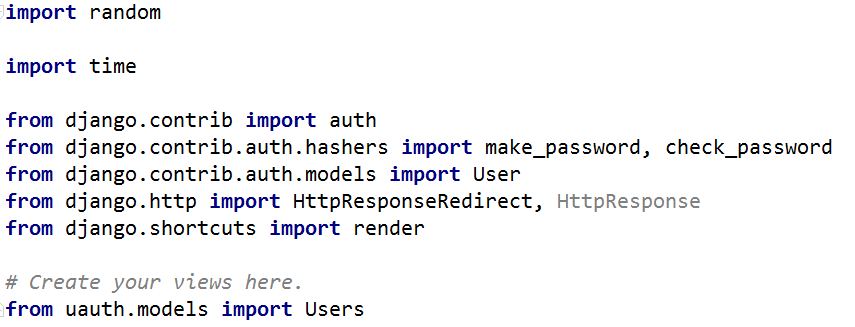 import random
import time
from django.contrib import auth
from django.contrib.auth.hashers import make_password, check_password
from django.contrib.auth.models import User
from django.http import HttpResponseRedirect, HttpResponse
from django.shortcuts import render
# Create your views here.
from uauth.models import Users